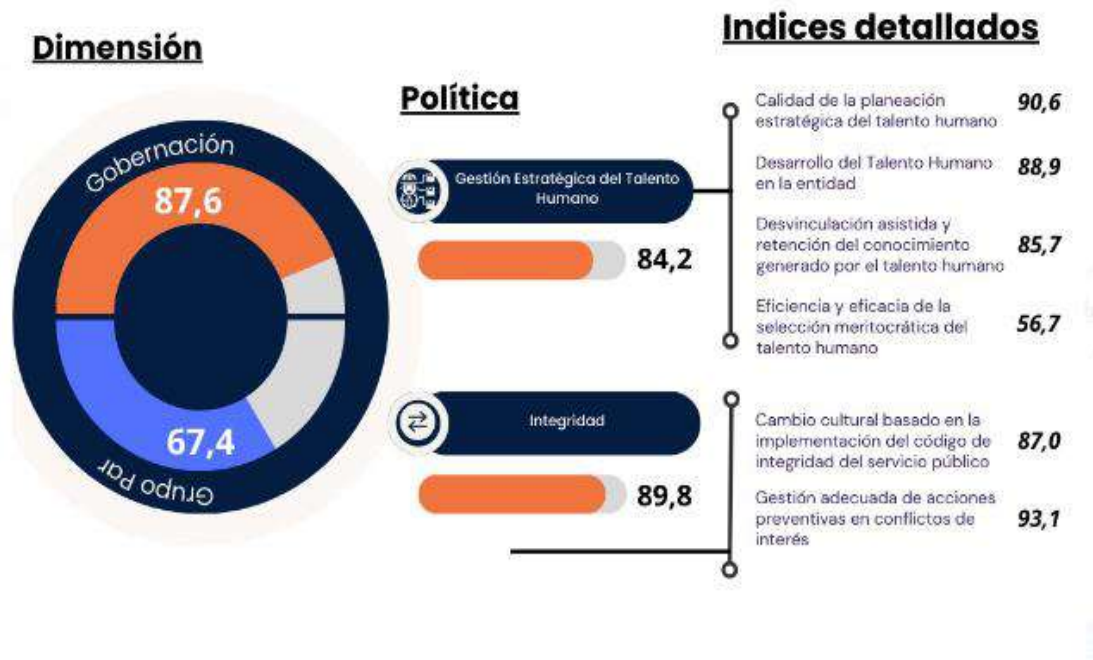 Dimensión
Gobernación
87,6
67,4
Grupo Par
Política
Gestión Estratégica del Talento
Humano
84,2
Integridad
89,8
Indices detallados
Calidad de la planeación
estratégica del talento humano
90,6
Desarrollo del Talento Humano
en la entidad
88,9
Desvinculación asistida y
retención del conocimiento
generado por el talento humano
85,7
Eficiencia y eficacia de la
selección meritocrática del
talento humano
56,7
Cambio cultural basado en la
implementación del código de
integridad del servicio público
87,0
Gestión adecuada de acciones
preventivas en conflictos de
interés
93,1